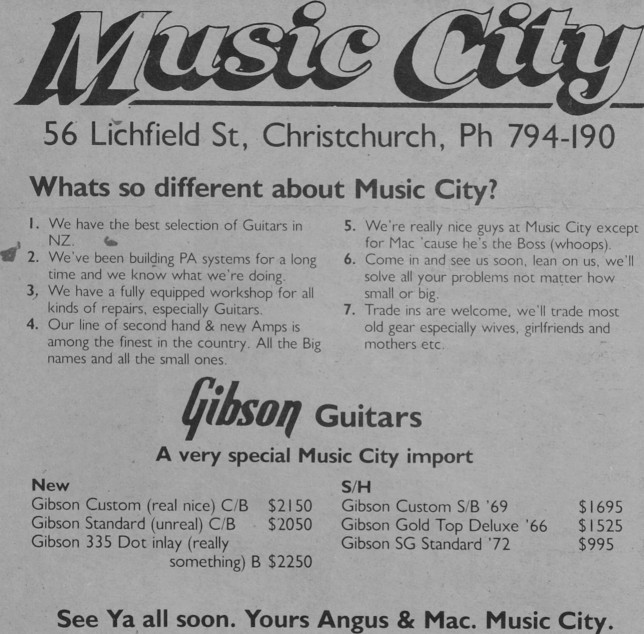 Music City
56 Lichfield St, Christchurch, Ph 794-190
Whats so different about Music City?
1. We have the best selection of Guitars in
NZ.
2. We've been building PA systems for a long
time and we know what we're doing.
3, We have a fully equipped workshop for all
kinds of repairs, especially Guitars.
4. Our line of second hand & new Amps is
among the finest in the country. All the Big
names and all the small ones.
5. We're really nice guys at Music City except
for Mac 'cause he's the Boss (whoops).
6. Come in and see us soon, lean on us, we'll
solve all your problems not matter how
small or big.
7. Trade ins are welcome, we'll trade most
old gear especially wives, girlfriends and
mothers etc.
Gibson Guitars
A very special Music City import
New
Gibson Custom (real nice) C/B $2150
Gibson Standard (unreal) C/B $2050
Gibson 335 Dot inlay (really
something) B $2250
S/H
Gibson Custom S/B '69 $1695
Gibson Gold Top Deluxe '66 $1525
Gibson SG Standard '72 $995
See Ya all soon. Yours Angus & Mac. Music City.